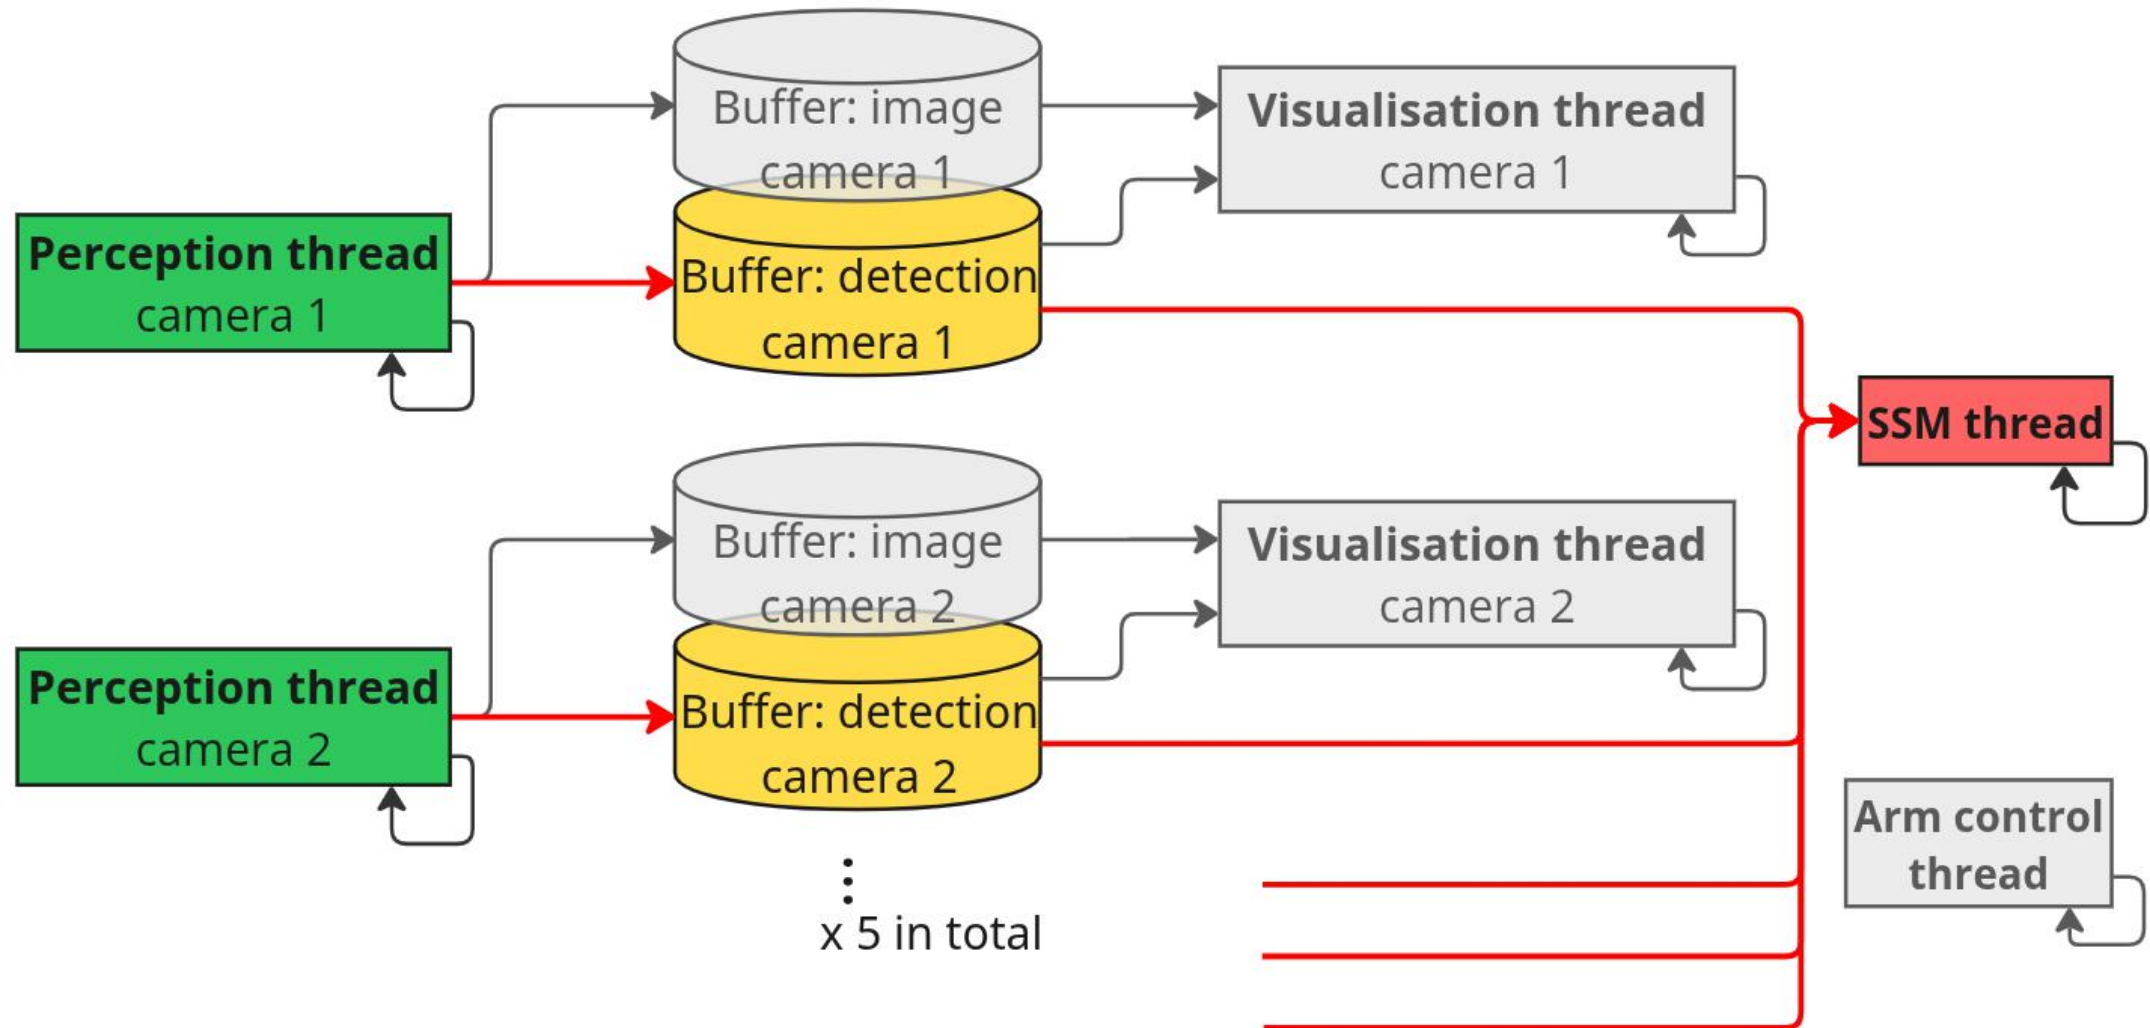 Buffer: image
camera 1
Visualisation thread
camera 1
Perception thread
camera 1
Buffer: detection
camera 1
SSM thread
Buffer: image
camera 2
Visualisation thread
camera 2
Perception thread
camera 2
Buffer: detection
camera 2
Arm control
thread
x 5 in total